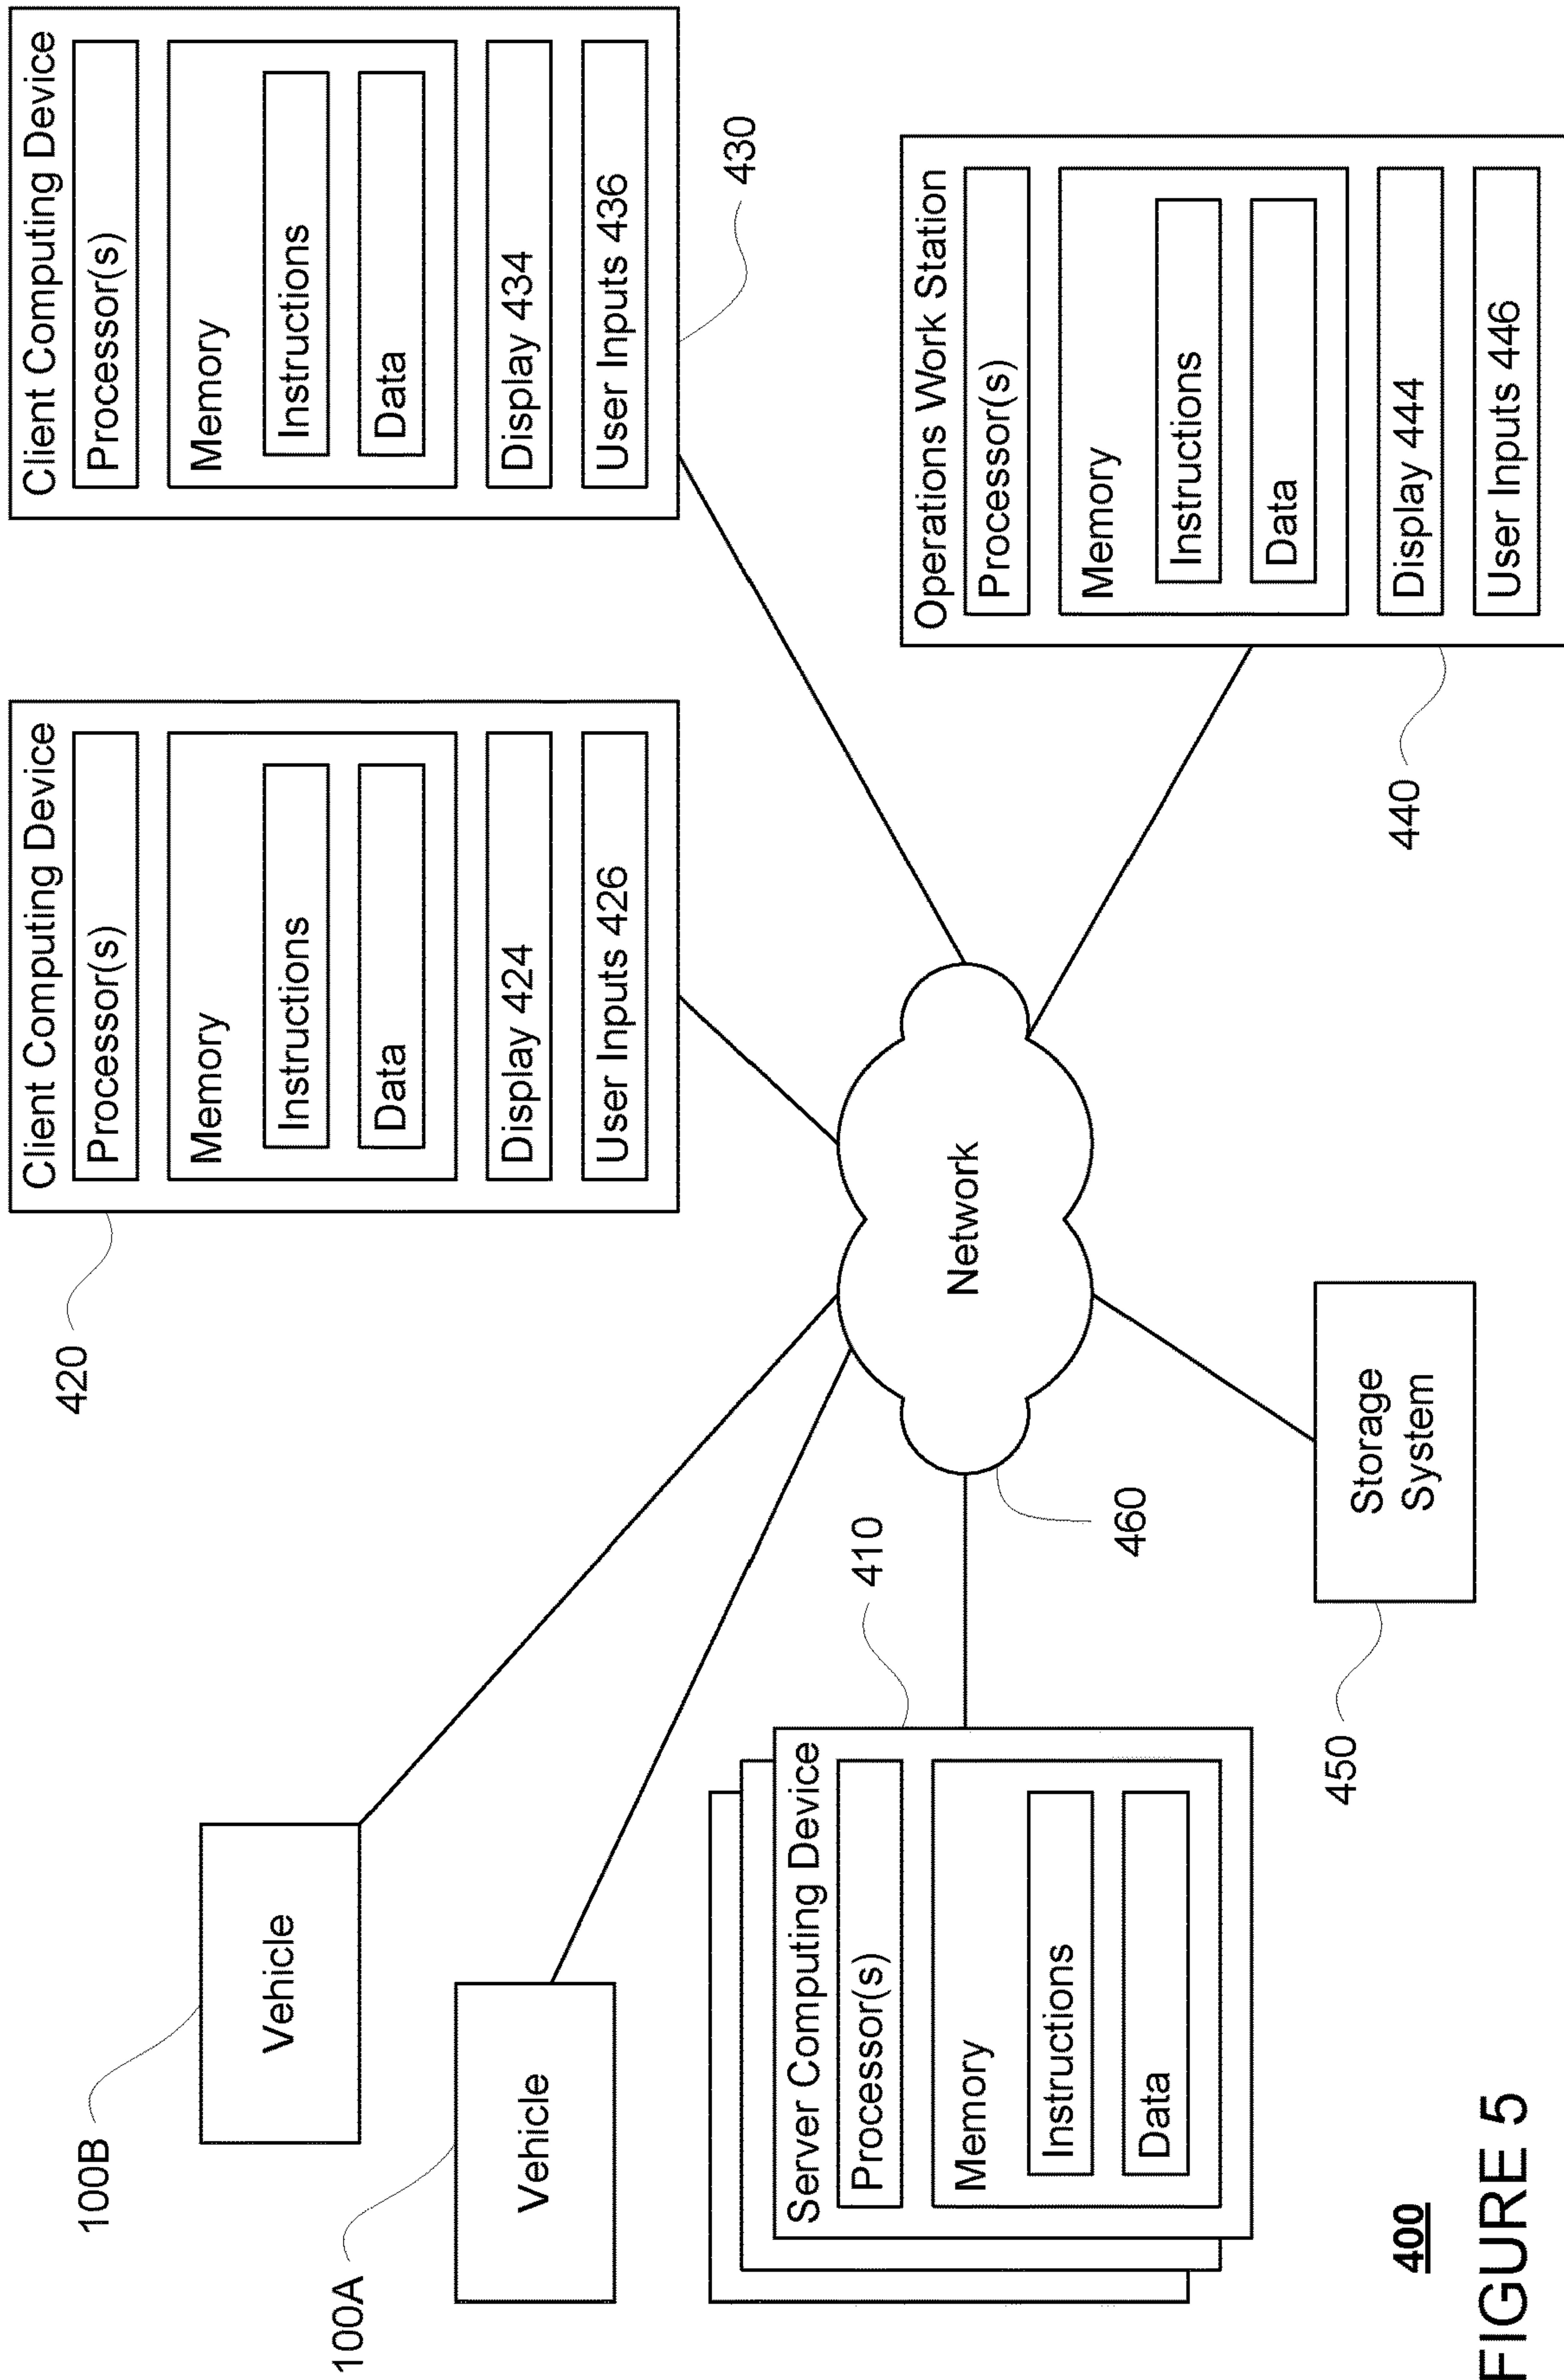 100B
Vehicle
100A
Vehicle
420
Client Computing Device
Processor(s)
Memory
Instructions
Data
Display 424
User Inputs 426
Client Computing Device
Processor(s)
Memory
Instructions
Data
Display 434
User Inputs 436
430
Server Computing Device
Processor(s)
Memory
Instructions
Data
410
Network
460
Operations Work Station
Processor(s)
Memory
Instructions
Data
Display 444
User Inputs 446
440
Storage
System
450
400
FIGURE 5